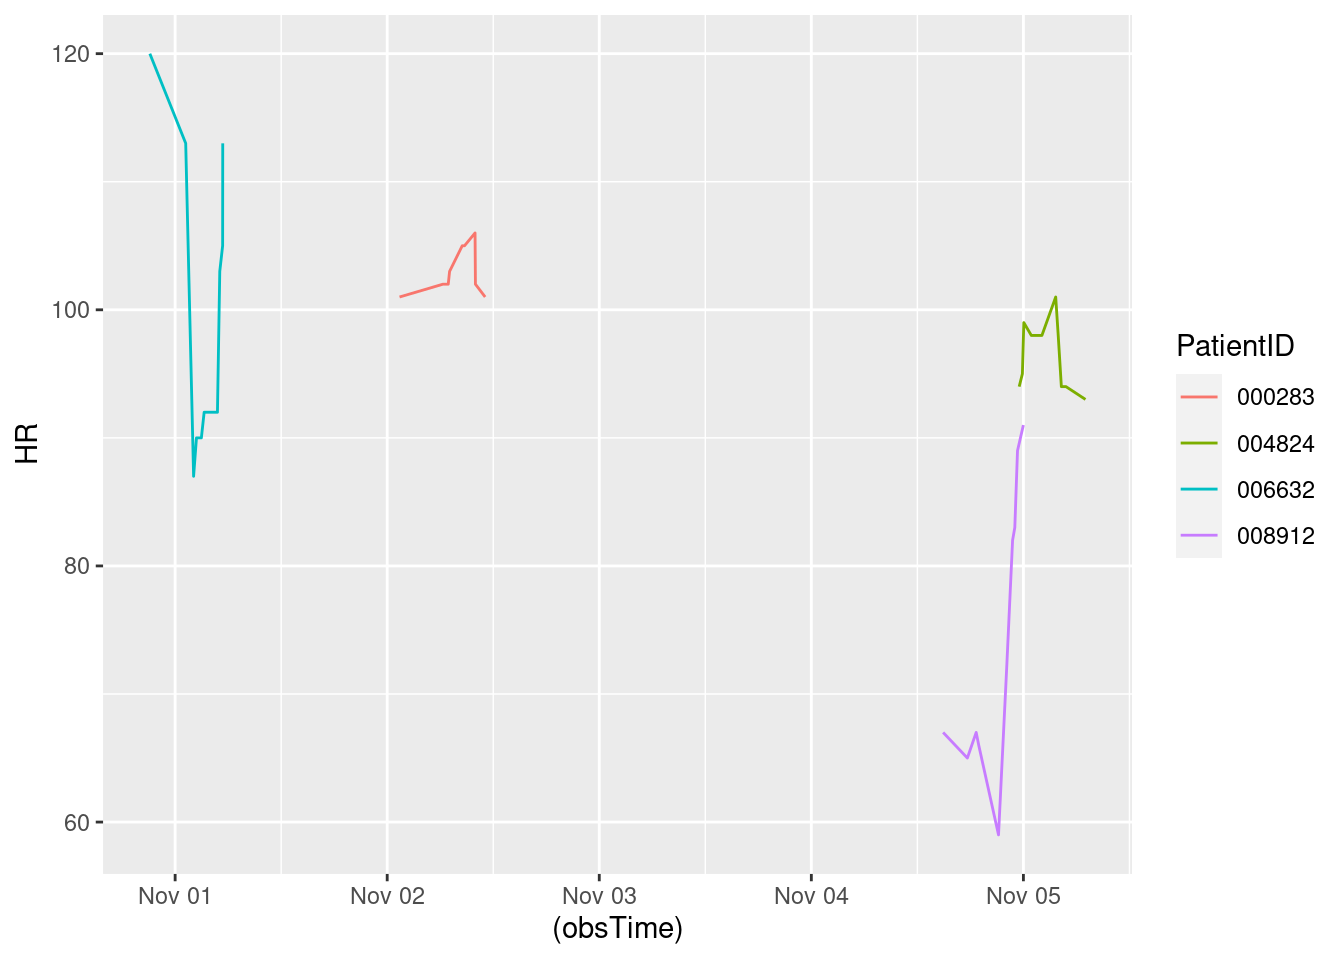 120
100
80
60
HR
Nov 01
Nov 02
Nov 03
Nov 04
Nov 05
(obsTime)
PatientID
000283
004824
006632
008912